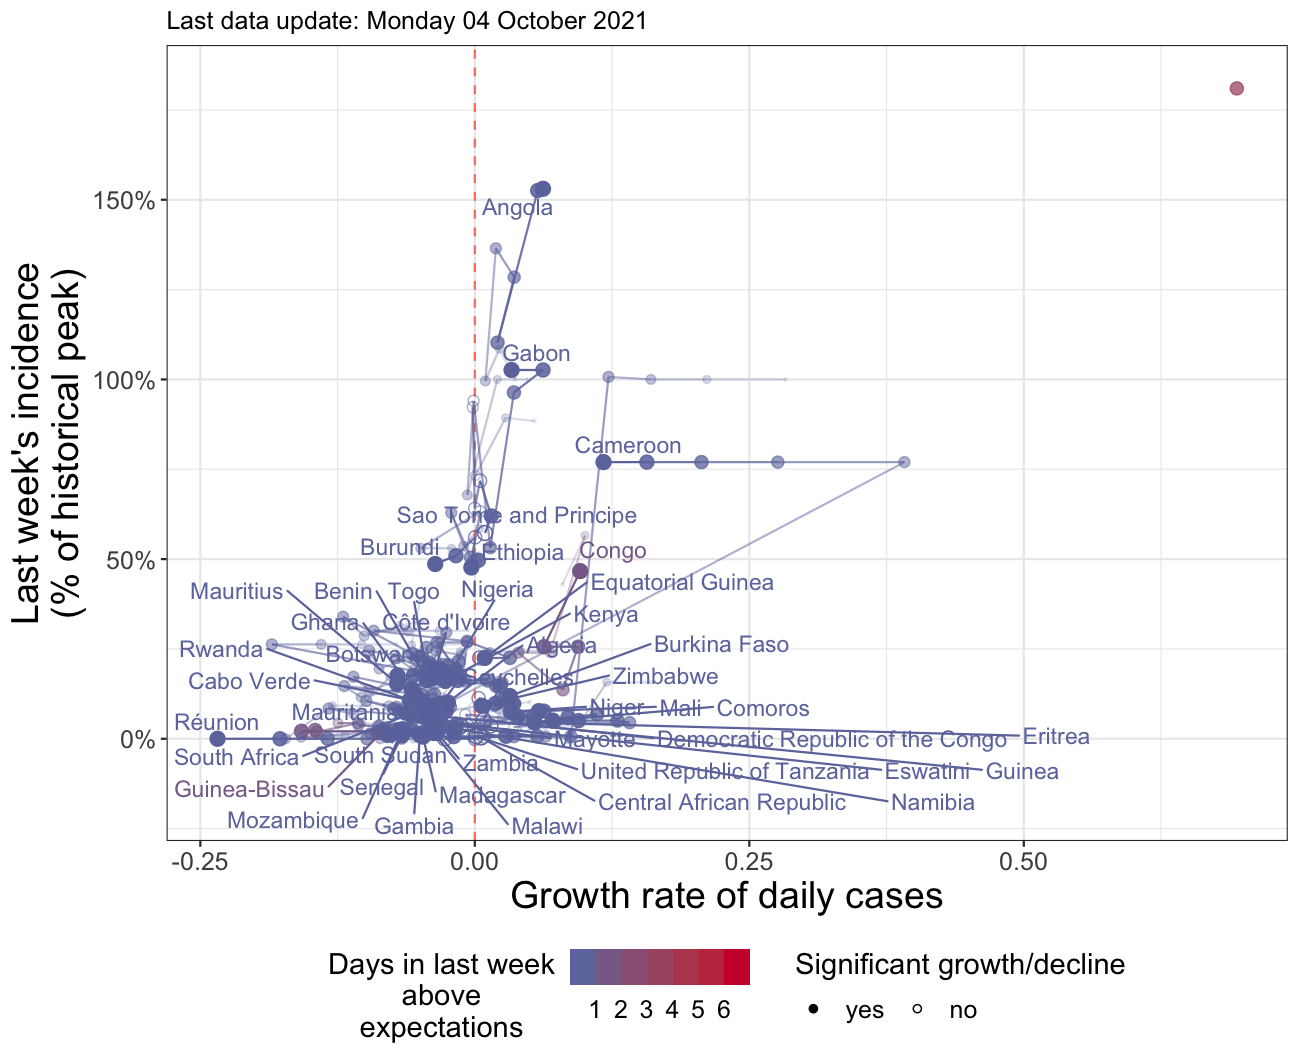 Last data update: Monday 04 October 2021
Last week's incidence
(% of historical peak)
150%
100%
50%
0%
Angola
Gabon
Cameroon
Sao Tome and Principe
Burundi
Ethiopia
Congo
Mauritius
Benin
Togo
Nigeria
Equatorial Guinea
Ghana
Côte d'Ivoire
Kenya
Rwanda
Botswana
Algeria
Burkina Faso
Cabo Verde
Seychelles
Zimbabwe
Réunion
Mauritania
Niger
Mali
Comoros
South Africa
South Sudan
Zambia
Mayotte
Democratic Republic of the Congo
Eritrea
Guinea-Bissau
Senegal
Madagascar
United Republic of Tanzania
Eswatini
Guinea
Mozambique
Gambia
Malawi
Central African Republic
Namibia
-0.25
0.00
0.25
0.50
Growth rate of daily cases
Days in last week
above
expectations
1 2 3 4 5 6
Significant growth/decline
yes
no